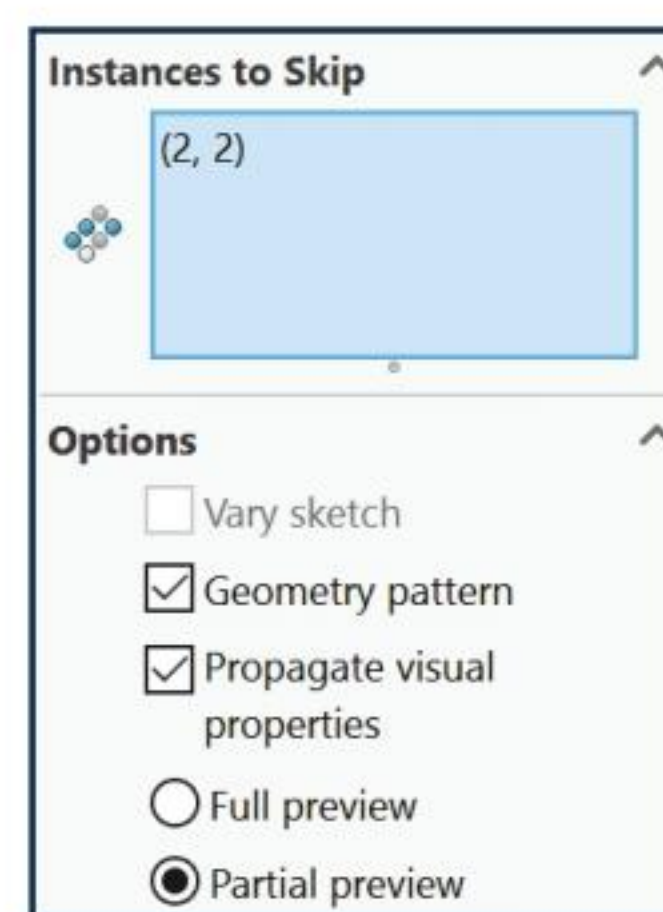 Instances to Skip
(2, 2)
Options
Vary sketch
Geometry pattern
Propagate visual
properties
Full preview
Partial preview